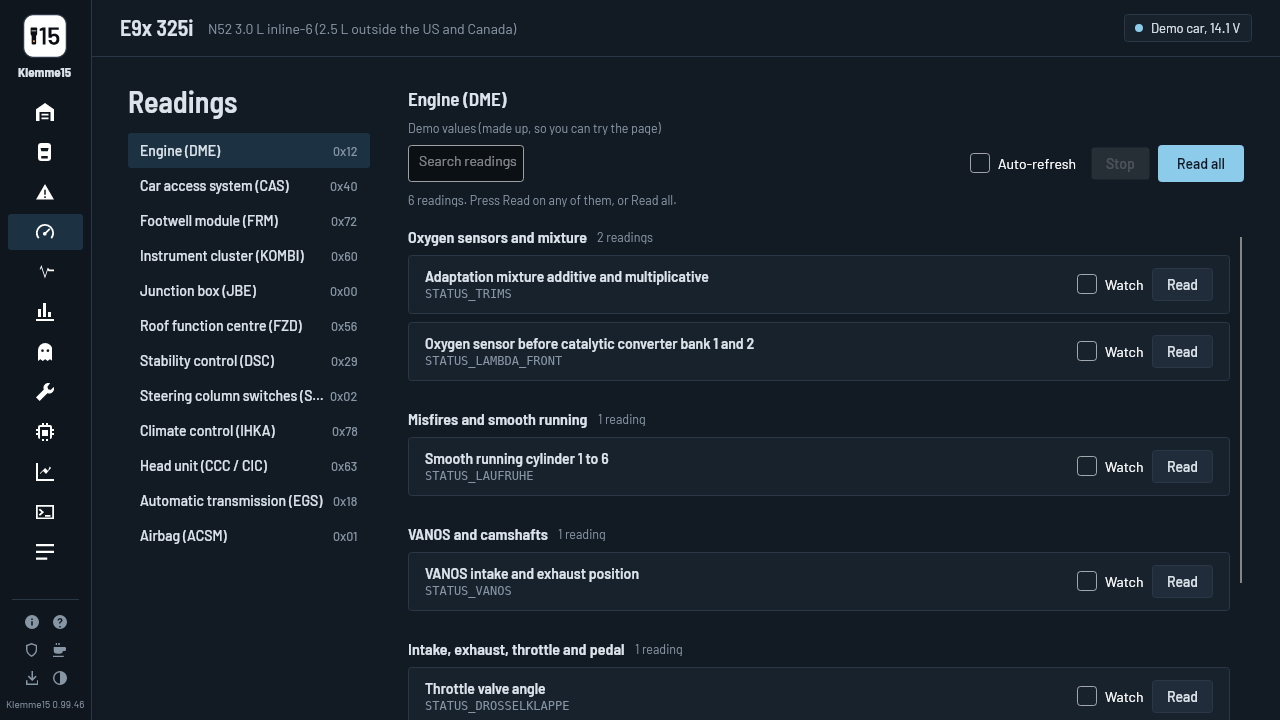 15
Klemme15
Klemme15 0.99.46
E9x 325i
N52 3.0 L inline-6 (2.5 L outside the US and Canada)
Demo car, 14.1 V
Readings
Engine (DME) 0x12
Car access system (CAS) 0x40
Footwell module (FRM) 0x72
Instrument cluster (KOMBI) 0x60
Junction box (JBE) 0x00
Roof function centre (FZD) 0x56
Stability control (DSC) 0x29
Steering column switches (S... 0x02
Climate control (IHKA) 0x78
Head unit (CCC / CIC) 0x63
Automatic transmission (EGS) 0x18
Airbag (ACSM) 0x01
Engine (DME)
Demo values (made up, so you can try the page)
Search readings
Auto-refresh
Stop
Read all
6 readings. Press Read on any of them, or Read all.
Oxygen sensors and mixture 2 readings
Adaptation mixture additive and multiplicative
STATUS_TRIMS
Watch
Read
Oxygen sensor before catalytic converter bank 1 and 2
STATUS_LAMBDA_FRONT
Watch
Read
Misfires and smooth running 1 reading
Smooth running cylinder 1 to 6
STATUS_LAUFRUHE
Watch
Read
VANOS and camshafts 1 reading
VANOS intake and exhaust position
STATUS_VANOS
Watch
Read
Intake, exhaust, throttle and pedal 1 reading
Throttle valve angle
STATUS_DROSSELKLAPPE
Watch
Read